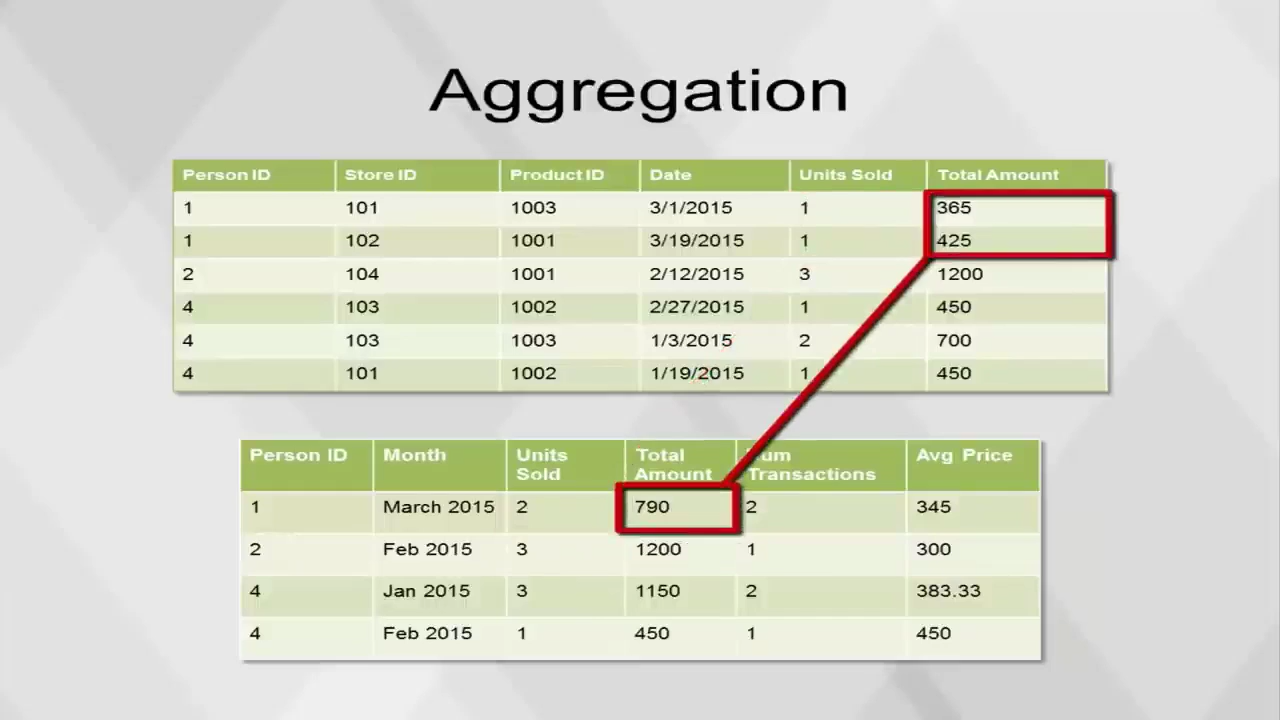 Aggregation
Person ID Store ID Product ID Date Units Sold Total Amount
1 101 1003 3/1/2015 1 365
1 102 1001 3/19/2015 1 425
2 104 1001 2/12/2015 3 1200
4 103 1002 2/27/2015 1 450
4 103 1003 1/3/2015 2 700
4 101 1002 1/19/2015 1 450
Person ID Month Units Total Avg Price
Sold Amount Transactions
1 March 2015 2 790 2 345
2 Feb 2015 3 1200 1 300
4 Jan 2015 3 1150 2 383.33
4 Feb 2015 1 450 1 450